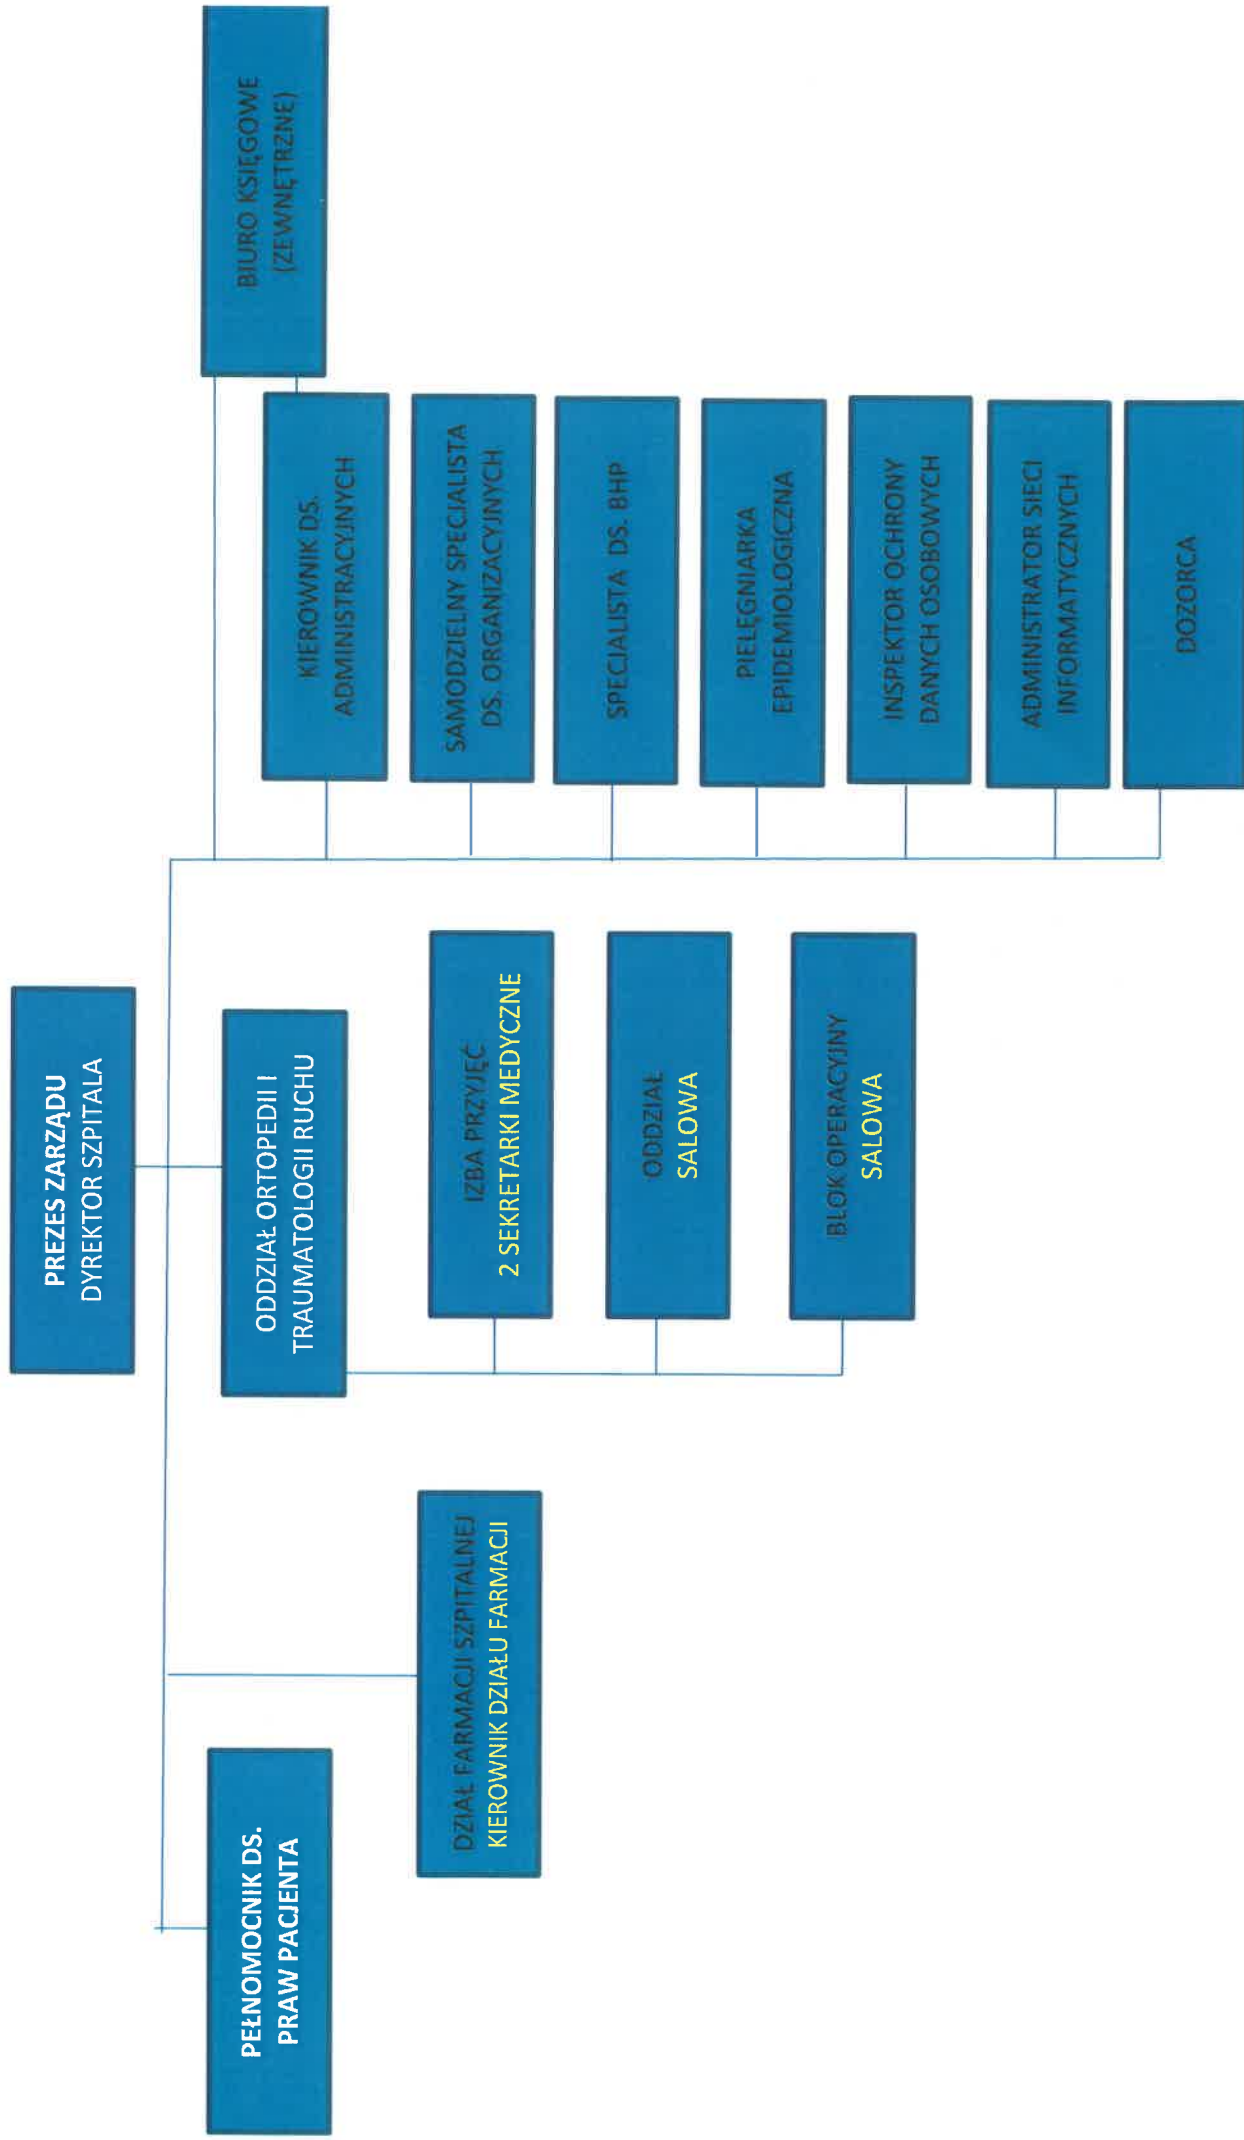 PREZES ZARZĄDU
DYREKTOR SZPITALA
PEŁNOMOCNIK DS.
PRAW PACJENTA
DZIAŁ FARMACJI SZPITALNEJ
KIEROWNIK DZIAŁU FARMACJI
ODDZIAŁ ORTOPEDII I
TRAUMATOLOGII RUCHU
IZBA PRZYJĘĆ
2 SEKRETARKI MEDYCZNE
ODDZIAŁ
SALOWA
BLOK OPERACYJNY
SALOWA
BIURO KSIĘGOWE
(ZEWNĘTRZNE)
KIEROWNIK DS.
ADMINISTRACYJNYCH
SAMODZIELNY SPECJALISTA
DS. ORGANIZACYJNYCH
SPECJALISTA DS. BHP
PIELĘGNIARKA
EPIDEMIOLOGICZNA
INSPEKTOR OCHRONY
DANYCH OSOBOWYCH
ADMINISTRATOR SIECI
INFORMATYCZNYCH
DOZORCA